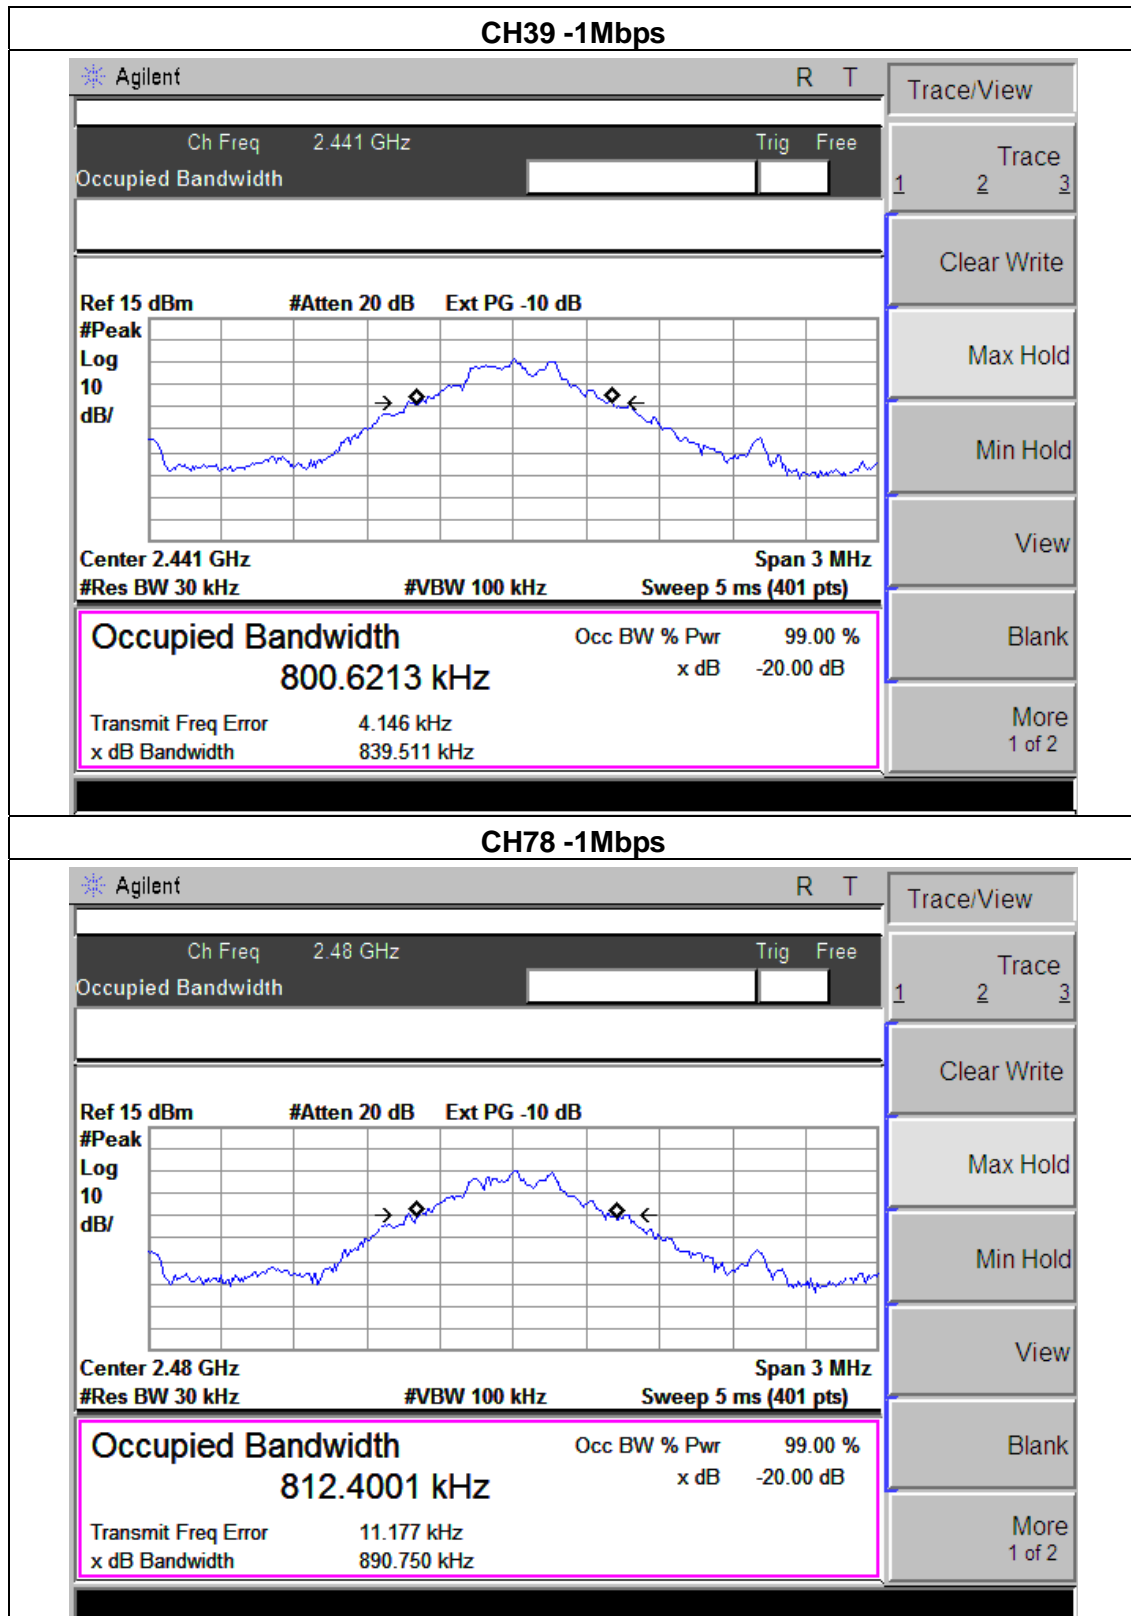 CH39 -1Mbps
Agilent R T
Trace/View
Ch Freq 2.441 GHz Trig Free
Occupied Bandwidth
Trace
1 2 3
Clear Write
Max Hold
Min Hold
View
Blank
More
1 of 2
Ref 15 dBm #Atten 20 dB Ext PG -10 dB
#Peak
Log
10
dB/
Center 2.441 GHz Span 3 MHz
#Res BW 30 kHz #VBW 100 kHz Sweep 5 ms (401 pts)
Occupied Bandwidth Occ BW % Pwr 99.00 %
800.6213 kHz x dB -20.00 dB
Transmit Freq Error 4.146 kHz
x dB Bandwidth 839.511 kHz
CH78 -1Mbps
Agilent R T
Trace/View
Ch Freq 2.48 GHz Trig Free
Occupied Bandwidth
Trace
1 2 3
Clear Write
Max Hold
Min Hold
View
Blank
More
1 of 2
Ref 15 dBm #Atten 20 dB Ext PG -10 dB
#Peak
Log
10
dB/
Center 2.48 GHz Span 3 MHz
#Res BW 30 kHz #VBW 100 kHz Sweep 5 ms (401 pts)
Occupied Bandwidth Occ BW % Pwr 99.00 %
812.4001 kHz x dB -20.00 dB
Transmit Freq Error 11.177 kHz
x dB Bandwidth 890.750 kHz